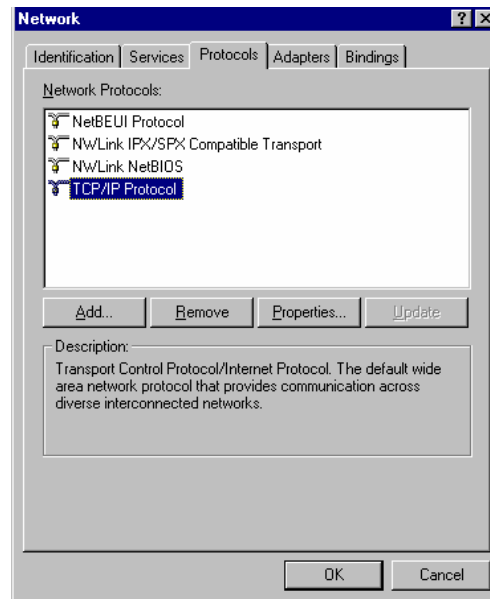 Network
Identification Services Protocols Adapters Bindings
Network Protocols:
NetBEUI Protocol
NWLink IPX/SPX Compatible Transport
NWLink NetBIOS
TCP/IP Protocol
Add... Remove Properties... Update
Description:
Transport Control Protocol/Internet Protocol. The default wide
area network protocol that provides communication across
diverse interconnected networks.
OK Cancel